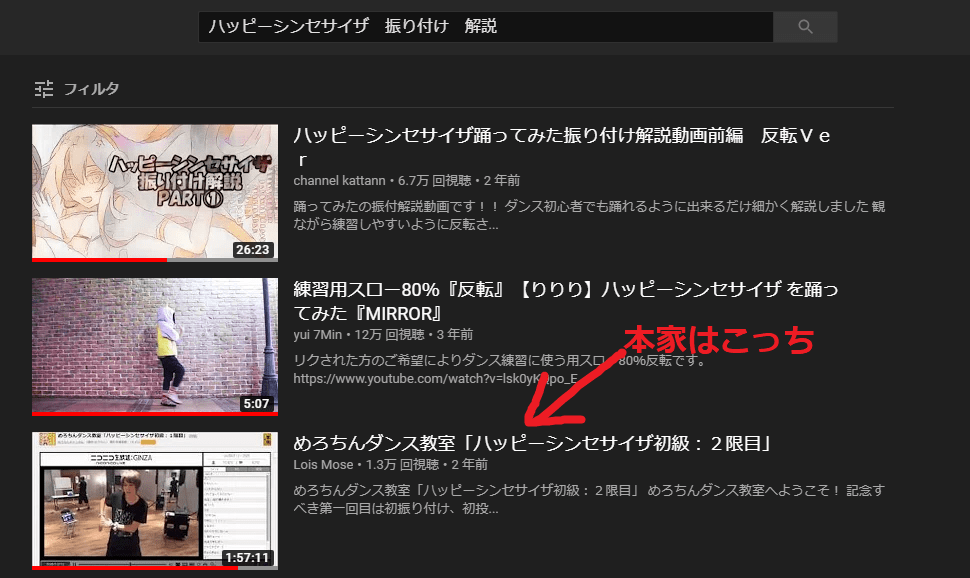 ハッピーシンセサイザ　振り付け　解説
フィルタ
ハッピーシンセサイザ
振り付け解説
PART①
26:23
ハッピーシンセサイザ踊ってみた振り付け解説動画前編　反転Ｖｅ
ｒ
channel kattann • 6.7万 回視聴 • 2 年前
踊ってみたの振付解説動画です！！ ダンス初心者でも踊れるように出来るだけ細かく解説しました 観
ながら練習しやすいように反転さ...
5:07
練習用スロー80%『反転』【りりり】ハッピーシンセサイザ を踊っ
てみた『MIRROR』
yui 7Min • 12万 回視聴 • 3 年前
本家はこっち
リクされた方のご希望によりダンス練習に使う用スロー 80%反転です。
https://www.youtube.com/watch?v=lsk0yK
po_E
めろちんダンス教室「ハッピーシンセサイザ初級：１限目」
ニコニコ生放送:GINZA
1:57:11
めろちんダンス教室「ハッピーシンセサイザ初級：２限目」
Lois Mose • 1.3万 回視聴 • 2 年前
めろちんダンス教室「ハッピーシンセサイザ初級：２限目」 めろちんダンス教室へようこそ！ 記念す
べき第一回目は初振り付け、初投...